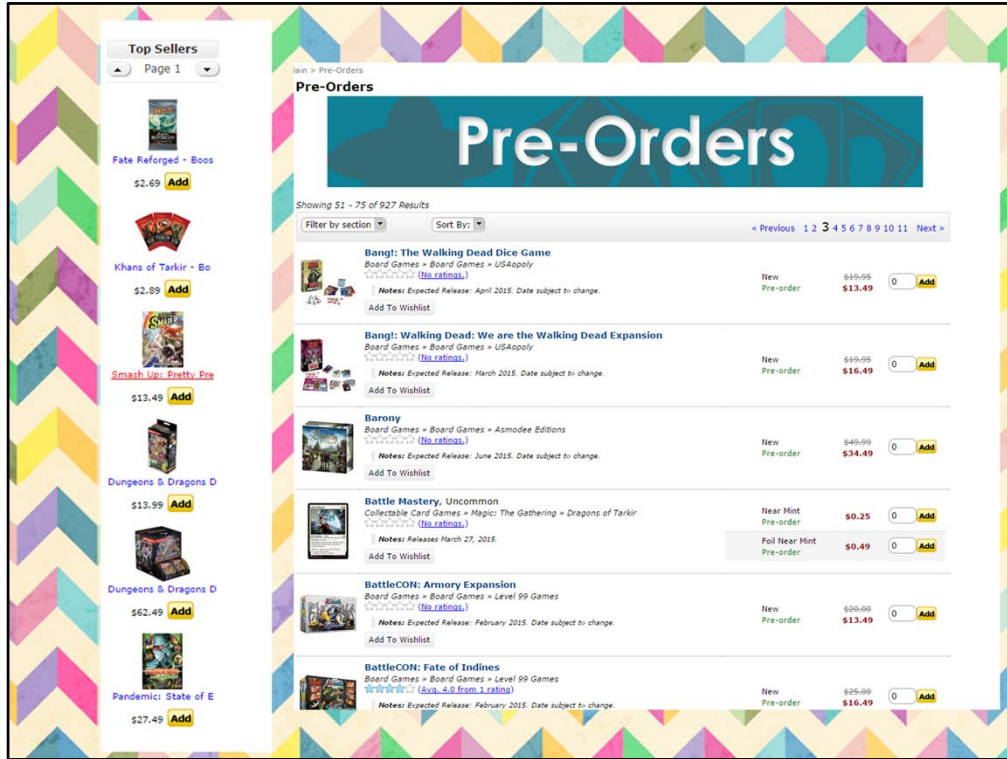 Top Sellers
Page 1
Fate Reforged - Boos
$2.69 Add
Khans of Tarkir - Bo
$2.89 Add
Smash Up: Pretty Pre
$13.49 Add
Dungeons & Dragons D
$13.99 Add
Dungeons & Dragons D
$62.49 Add
Pandemic: State of E
$27.49 Add
lain > Pre-Orders
Pre-Orders
Pre-Orders
Showing 51 - 75 of 927 Results
Filter by section Sort By: « Previous 1 2 3 4 5 6 7 8 9 10 11 Next »
Bang!: The Walking Dead Dice Game
Board Games » Board Games » USAopoly
(No ratings.)
Notes: Expected Release: April 2015. Date subject to change.
Add To Wishlist
New $19.95
Pre-order $13.49 0 Add
Bang!: Walking Dead: We are the Walking Dead Expansion
Board Games » Board Games » USAopoly
(No ratings.)
Notes: Expected Release: March 2015. Date subject to change.
Add To Wishlist
New $19.95
Pre-order $16.49 0 Add
Barony
Board Games » Board Games » Asmodee Editions
(No ratings.)
Notes: Expected Release: June 2015. Date subject to change.
Add To Wishlist
New $49.99
Pre-order $34.49 0 Add
Battle Mastery, Uncommon
Collectable Card Games » Magic: The Gathering » Dragons of Tarkir
(No ratings.)
Notes: Releases March 27, 2015.
Add To Wishlist
Near Mint
Pre-order $0.25 0 Add
Foil Near Mint
Pre-order $0.49 0 Add
BattleCON: Armory Expansion
Board Games » Board Games » Level 99 Games
(No ratings.)
Notes: Expected Release: February 2015. Date subject to change.
Add To Wishlist
New $20.00
Pre-order $13.49 0 Add
BattleCON: Fate of Indines
Board Games » Board Games » Level 99 Games
(Avg. 4.0 from 1 rating)
Notes: Expected Release: February 2015. Date subject to change.
New $25.00
Pre-order $16.49 0 Add